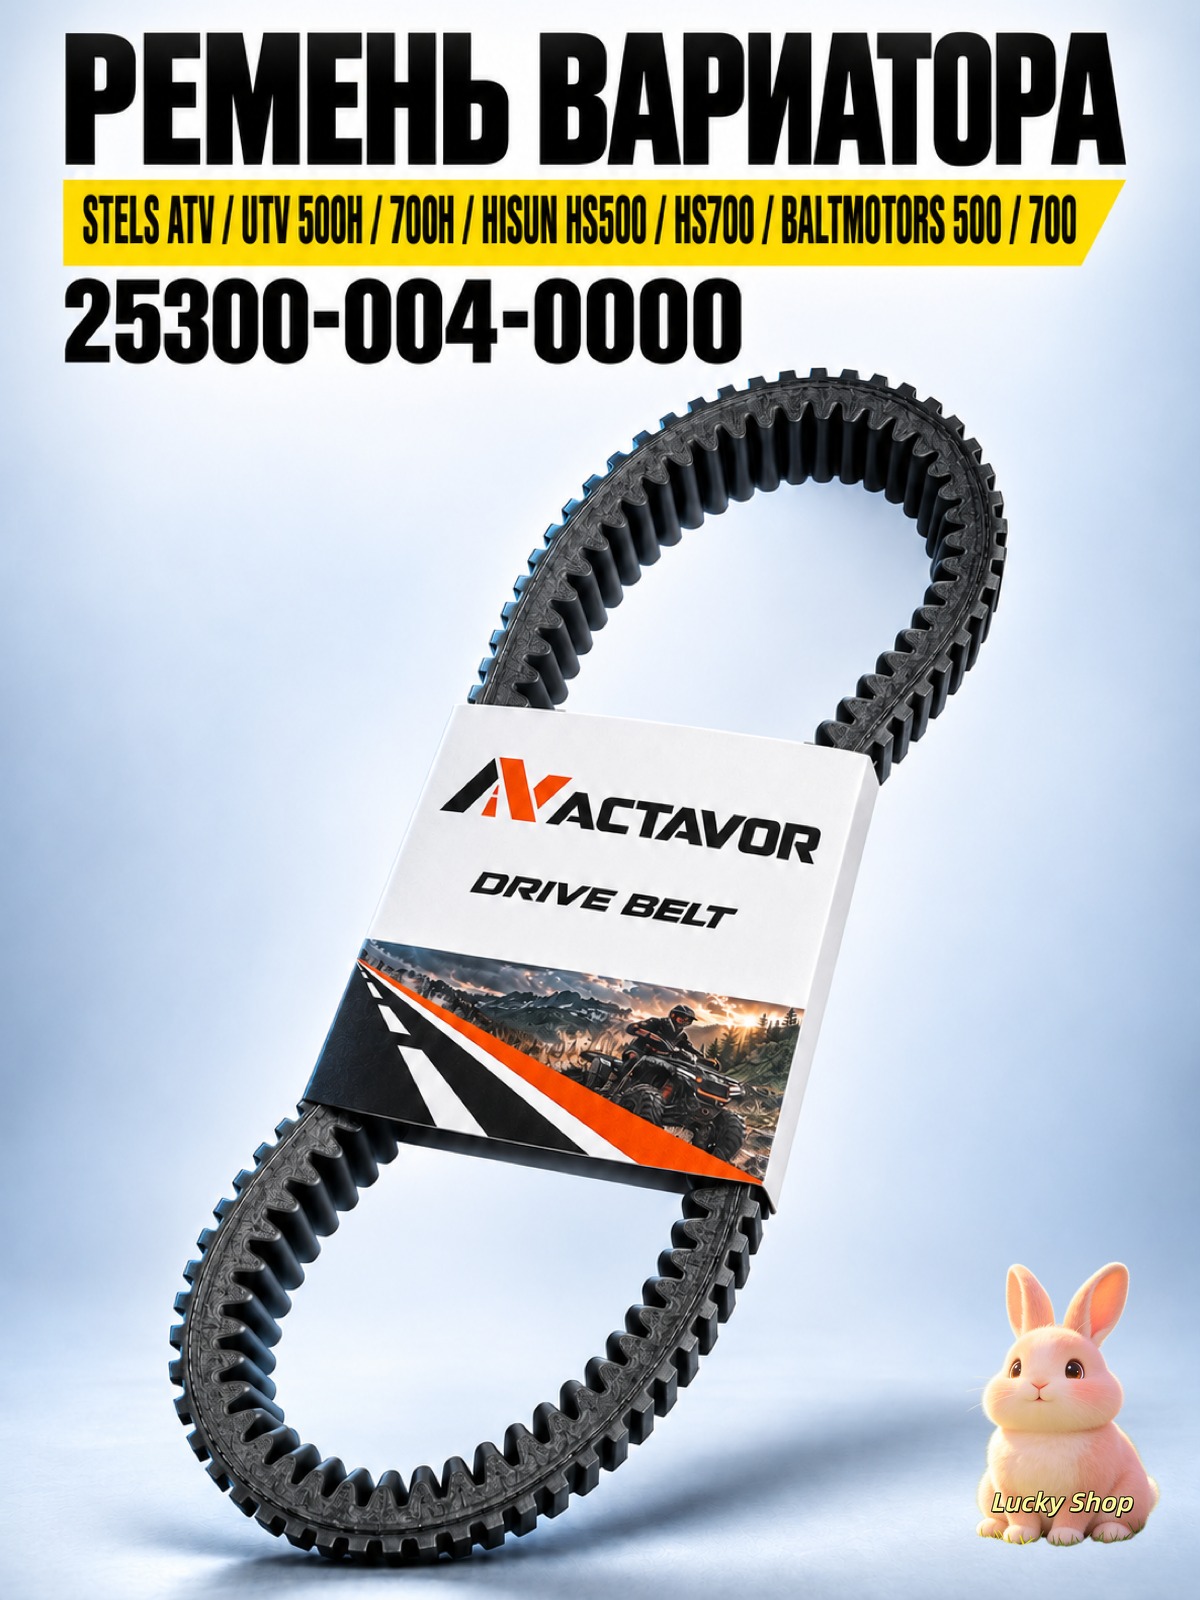 РЕМЕНЬ ВАРИАТОРА
STELS ATV / UTV 500H / 700H / HISUN HS500 / HS700 / BALTMOTORS 500 / 700
25300-004-0000
ACTAVOR
DRIVE BELT
Lucky Shop